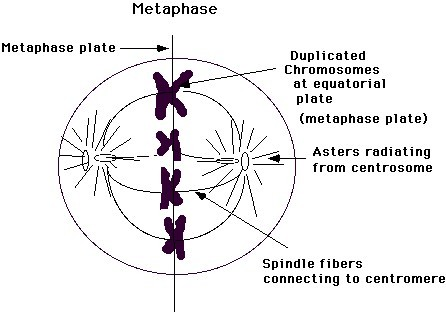 Metaphase
Metaphase plate
Duplicated
Chromosomes
at equatorial
plate
(metaphase plate)
Asters radiating
from centrosome
Spindle fibers
connecting to centromere